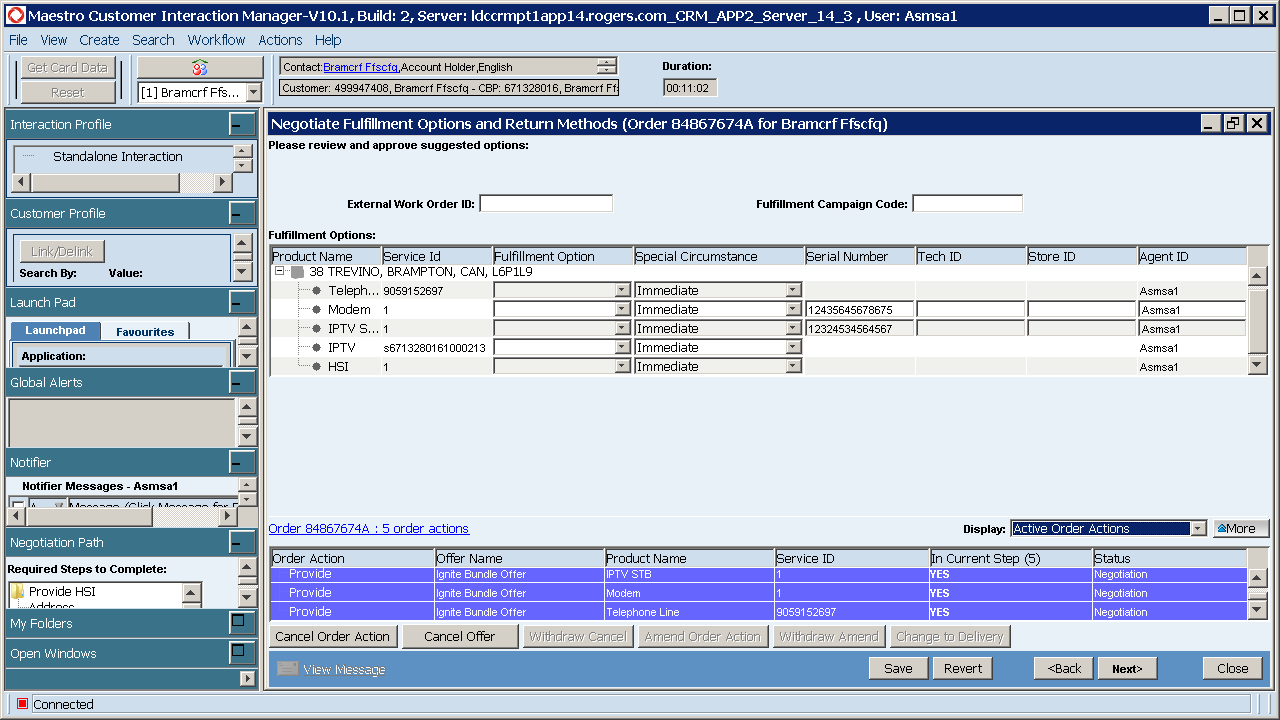 Maestro Customer Interaction Manager-V10.1, Build: 2, Server: ldccrmpt1app14.rogers.com_CRM_APP2_Server_14_3 , User: Asmsa1
File View Create Search Workflow Actions Help
Get Card Data
Reset
[1] Bramcrf Ffs...
Contact:Bramcrf Ffscfq,Account Holder,English
Customer: 499947408, Bramcrf Ffscfq - CBP: 671328016, Bramcrf Ff
Duration:
00:11:02
Interaction Profile
Standalone Interaction
Customer Profile
Link/Delink
Search By: Value:
Launch Pad
Launchpad Favourites
Application:
Global Alerts
Notifier
Notifier Messages - Asmsa1
Negotiation Path
Required Steps to Complete:
Provide HSI
Address
My Folders
Open Windows
Negotiate Fulfillment Options and Return Methods (Order 84867674A for Bramcrf Ffscfq)
Please review and approve suggested options:
External Work Order ID: Fulfillment Campaign Code:
Fulfillment Options:
Product Name Service Id Fulfillment Option Special Circumstance Serial Number Tech ID Store ID Agent ID
38 TREVINO, BRAMPTON, CAN, L6P1L9
Teleph... 9059152697 Immediate Asmsa1
Modem 1 Immediate 12435645678675 Asmsa1
IPTV S... 1 Immediate 12324534564567 Asmsa1
IPTV s6713280161000213 Immediate Asmsa1
HSI 1 Immediate Asmsa1
Order 84867674A : 5 order actions
Display: Active Order Actions More
Order Action Offer Name Product Name Service ID In Current Step (5) Status
Provide Ignite Bundle Offer IPTV STB 1 YES Negotiation
Provide Ignite Bundle Offer Modem 1 YES Negotiation
Provide Ignite Bundle Offer Telephone Line 9059152697 YES Negotiation
Cancel Order Action Cancel Offer Withdraw Cancel Amend Order Action Withdraw Amend Change to Delivery
View Message Save Revert <Back Next> Close
Connected